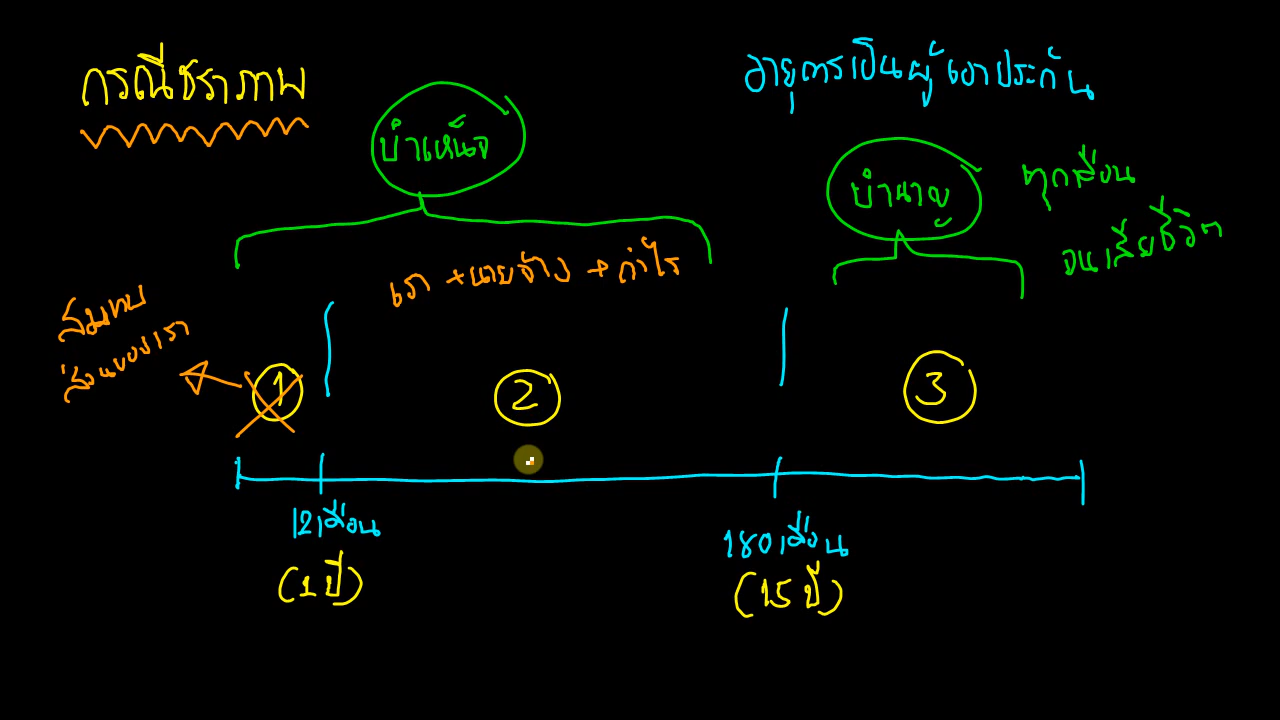 กรณีชราภาพ
อายุการเป็นผู้เอาประกัน
บำเหน็จ
บำนาญ
ทุกเดือน
จนเสียชีวิต
เรา + นายจ้าง + กำไร
สมทบ
ส่วนของเรา
1
2
3
12 เดือน
(1 ปี)
180 เดือน
(15 ปี)